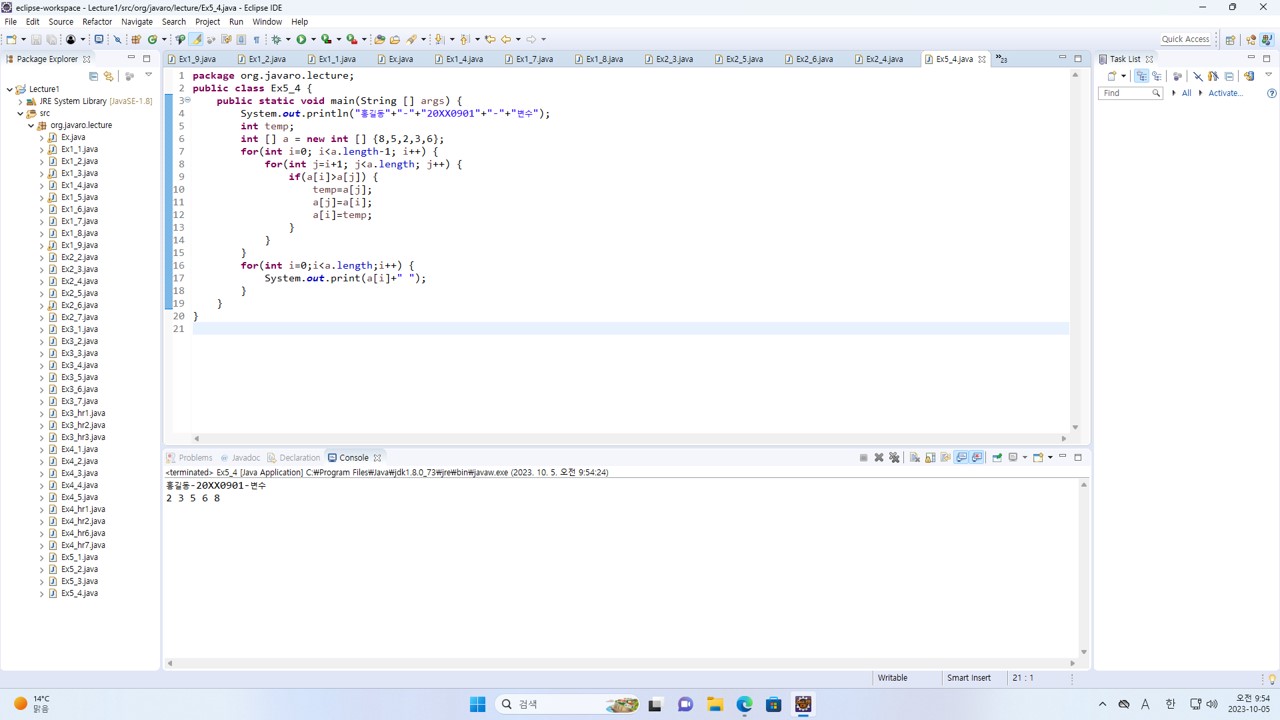 eclipse-workspace - Lecture1/src/org/javaro/lecture/Ex5_4.java - Eclipse IDE
File Edit Source Refactor Navigate Search Project Run Window Help
Quick Access
Package Explorer
Ex1_9.java Ex1_2.java Ex1_1.java Ex.java Ex1_4.java Ex1_7.java Ex1_8.java Ex2_3.java Ex2_5.java Ex2_6.java Ex2_4.java Ex5_4.java
Task List
Find All Activate...
Lecture1
JRE System Library [JavaSE-1.8]
src
org.javaro.lecture
Ex.java
Ex1_1.java
Ex1_2.java
Ex1_3.java
Ex1_4.java
Ex1_5.java
Ex1_6.java
Ex1_7.java
Ex1_8.java
Ex1_9.java
Ex2_2.java
Ex2_3.java
Ex2_4.java
Ex2_5.java
Ex2_6.java
Ex2_7.java
Ex3_1.java
Ex3_2.java
Ex3_3.java
Ex3_4.java
Ex3_5.java
Ex3_6.java
Ex3_7.java
Ex3_hr1.java
Ex3_hr2.java
Ex3_hr3.java
Ex4_1.java
Ex4_2.java
Ex4_3.java
Ex4_4.java
Ex4_5.java
Ex4_hr1.java
Ex4_hr2.java
Ex4_hr6.java
Ex4_hr7.java
Ex5_1.java
Ex5_2.java
Ex5_3.java
Ex5_4.java
1 package org.javaro.lecture;
2 public class Ex5_4 {
3 public static void main(String [] args) {
4 System.out.println("홍길동"+"-"+"20XX0901"+"-"+"변수");
5 int temp;
6 int [] a = new int [] {8,5,2,3,6};
7 for(int i=0; i<a.length-1; i++) {
8 for(int j=i+1; j<a.length; j++) {
9 if(a[i]>a[j]) {
10 temp=a[j];
11 a[j]=a[i];
12 a[i]=temp;
13 }
14 }
15 }
16 for(int i=0;i<a.length;i++) {
17 System.out.print(a[i]+" ");
18 }
19 }
20 }
21
Problems Javadoc Declaration Console
<terminated> Ex5_4 [Java Application] C:₩Program Files₩Java₩jdk1.8.0_73₩jre₩bin₩javaw.exe (2023. 10. 5. 오전 9:54:24)
홍길동-20XX0901-변수
2 3 5 6 8
Writable Smart Insert 21 : 1
14°C
맑음
검색
A 한
오전 9:54
2023-10-05